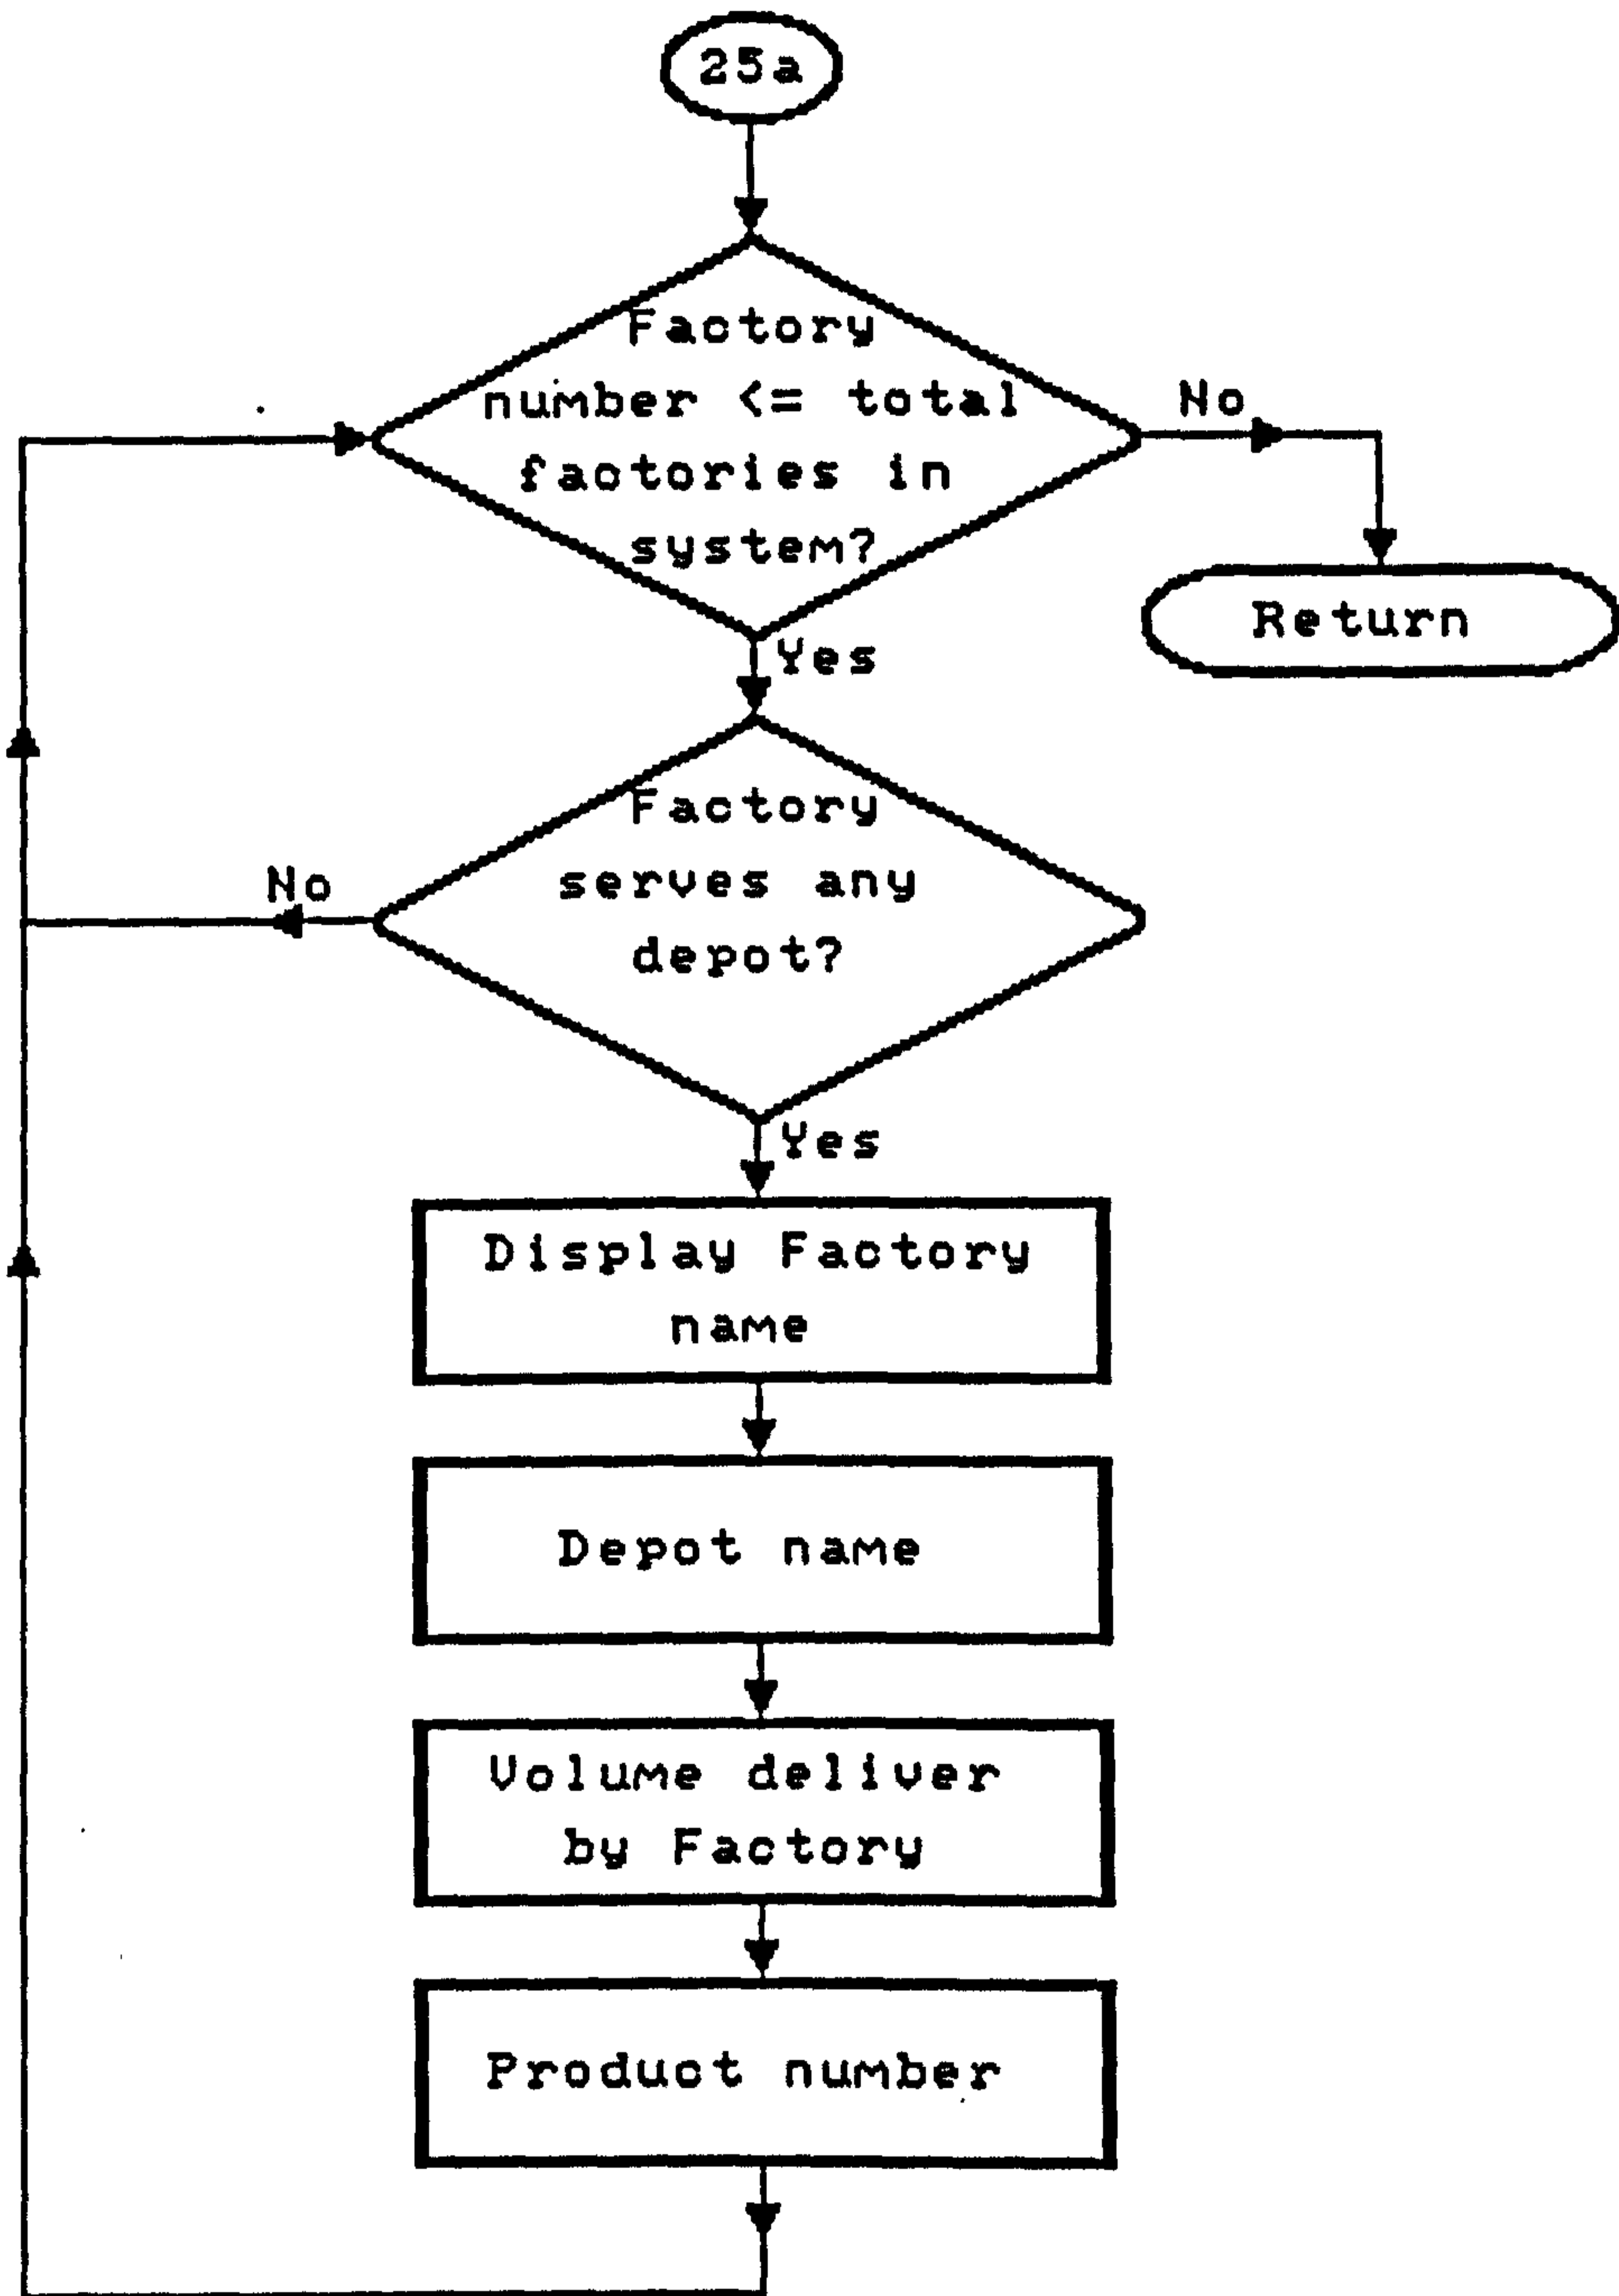 25a
Factory
number <= total
factories in
system?
No
Return
Yes
Factory
serves any
depot?
No
Yes
Display Factory
name
Depot name
Volume deliver
by Factory
Product number